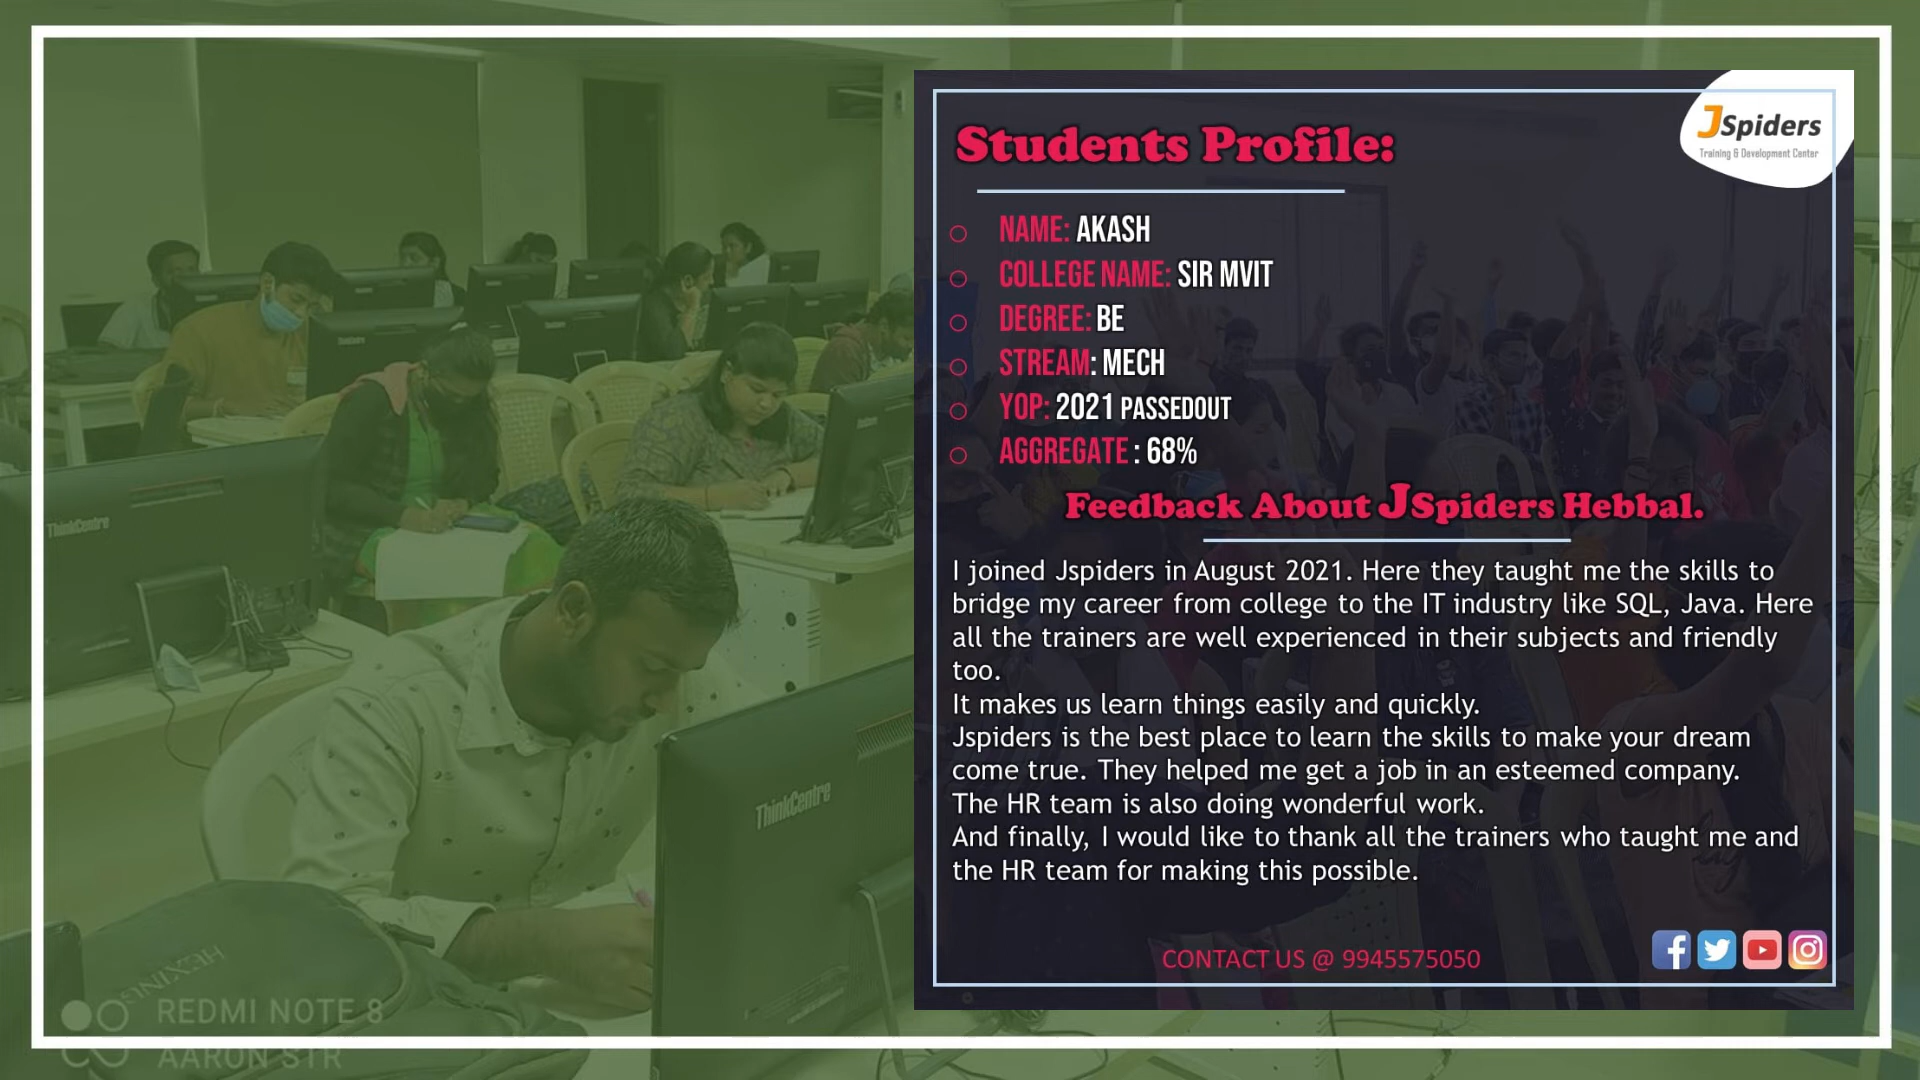 JSpiders
Training & Development Center
Students Profile:
NAME: AKASH
COLLEGE NAME: SIR MVIT
DEGREE: BE
STREAM: MECH
YOP: 2021 PASSEDOUT
AGGREGATE : 68%
Feedback About JSpiders Hebbal.
I joined Jspiders in August 2021. Here they taught me the skills to
bridge my career from college to the IT industry like SQL, Java. Here
all the trainers are well experienced in their subjects and friendly
too.
It makes us learn things easily and quickly.
Jspiders is the best place to learn the skills to make your dream
come true. They helped me get a job in an esteemed company.
The HR team is also doing wonderful work.
And finally, I would like to thank all the trainers who taught me and
the HR team for making this possible.
CONTACT US @ 9945575050
ThinkCentre
ThinkCentre
REDMI NOTE 8
AARON STR